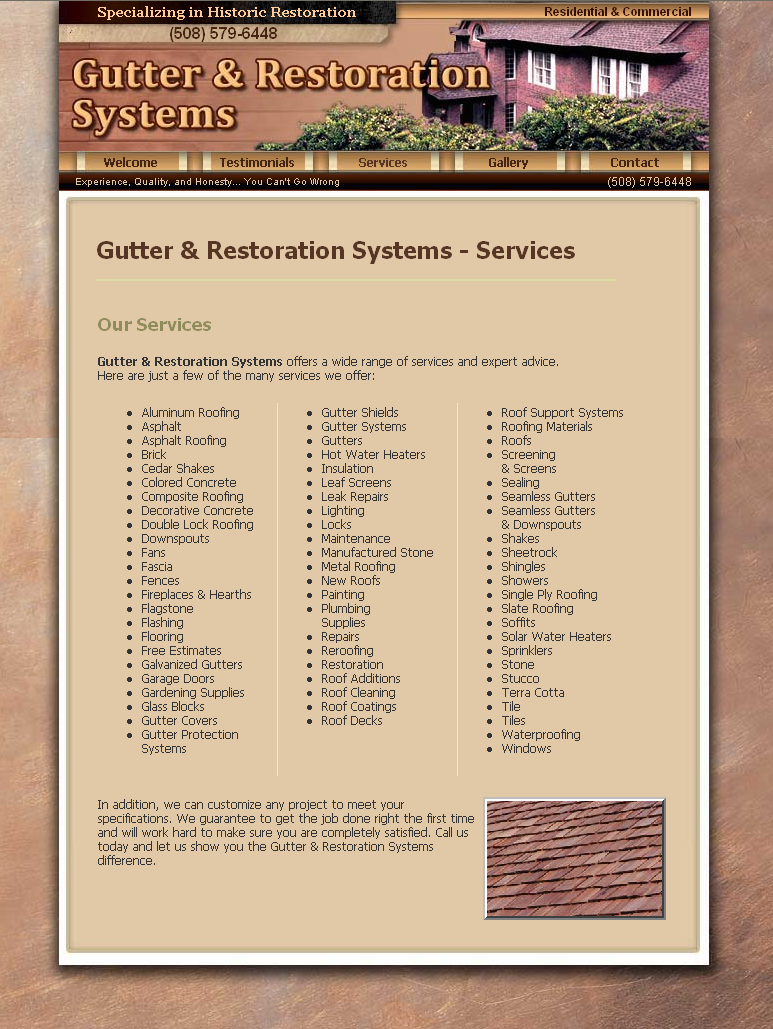 Specializing in Historic Restoration
Residential & Commercial
(508) 579-6448
Gutter & Restoration
Systems
Welcome
Testimonials
Services
Gallery
Contact
Experience, Quality, and Honesty... You Can't Go Wrong
(508) 579-6448
Gutter & Restoration Systems - Services
Our Services
Gutter & Restoration Systems offers a wide range of services and expert advice.
Here are just a few of the many services we offer:
Aluminum Roofing
Asphalt
Asphalt Roofing
Brick
Cedar Shakes
Colored Concrete
Composite Roofing
Decorative Concrete
Double Lock Roofing
Downspouts
Fans
Fascia
Fences
Fireplaces & Hearths
Flagstone
Flashing
Flooring
Free Estimates
Galvanized Gutters
Garage Doors
Gardening Supplies
Glass Blocks
Gutter Covers
Gutter Protection
Systems
Gutter Shields
Gutter Systems
Gutters
Hot Water Heaters
Insulation
Leaf Screens
Leak Repairs
Lighting
Locks
Maintenance
Manufactured Stone
Metal Roofing
New Roofs
Painting
Plumbing
Supplies
Repairs
Reroofing
Restoration
Roof Additions
Roof Cleaning
Roof Coatings
Roof Decks
Roof Support Systems
Roofing Materials
Roofs
Screening
& Screens
Sealing
Seamless Gutters
Seamless Gutters
& Downspouts
Shakes
Sheetrock
Shingles
Showers
Single Ply Roofing
Slate Roofing
Soffits
Solar Water Heaters
Sprinklers
Stone
Stucco
Terra Cotta
Tile
Tiles
Waterproofing
Windows
In addition, we can customize any project to meet your
specifications. We guarantee to get the job done right the first time
and will work hard to make sure you are completely satisfied. Call us
today and let us show you the Gutter & Restoration Systems
difference.